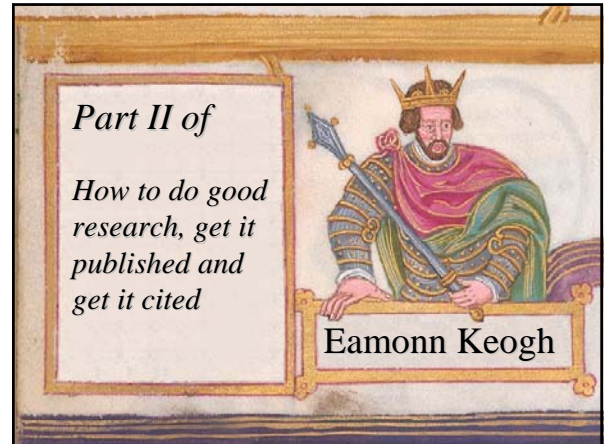 Part II of
How to do good
research, get it
published and
get it cited
Eamonn Keogh